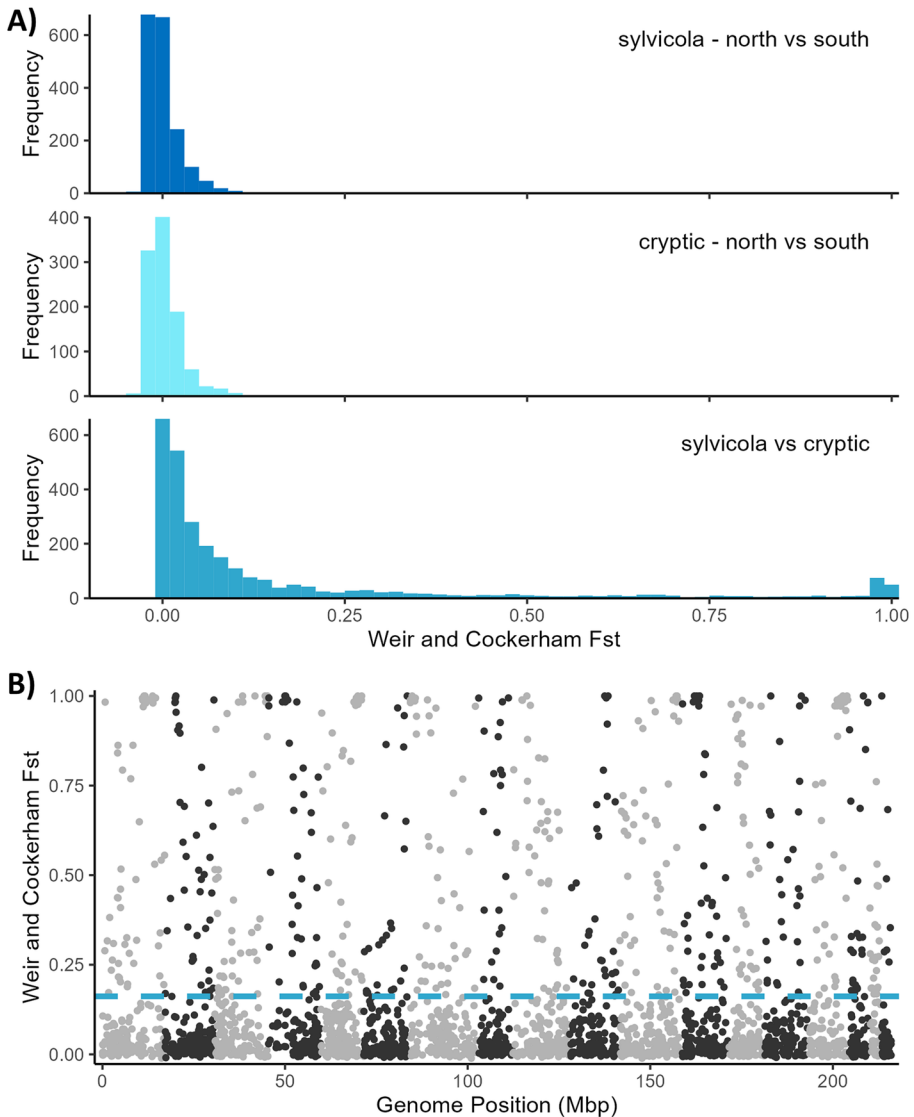 A)
Frequency
600
400
200
0
sylvicola - north vs south
Frequency
400
300
200
100
0
cryptic - north vs south
Frequency
600
400
200
0
sylvicola vs cryptic
0.00 0.25 0.50 0.75 1.00
Weir and Cockerham Fst
B)
Weir and Cockerham Fst
1.00
0.75
0.50
0.25
0.00
0 50 100 150 200
Genome Position (Mbp)